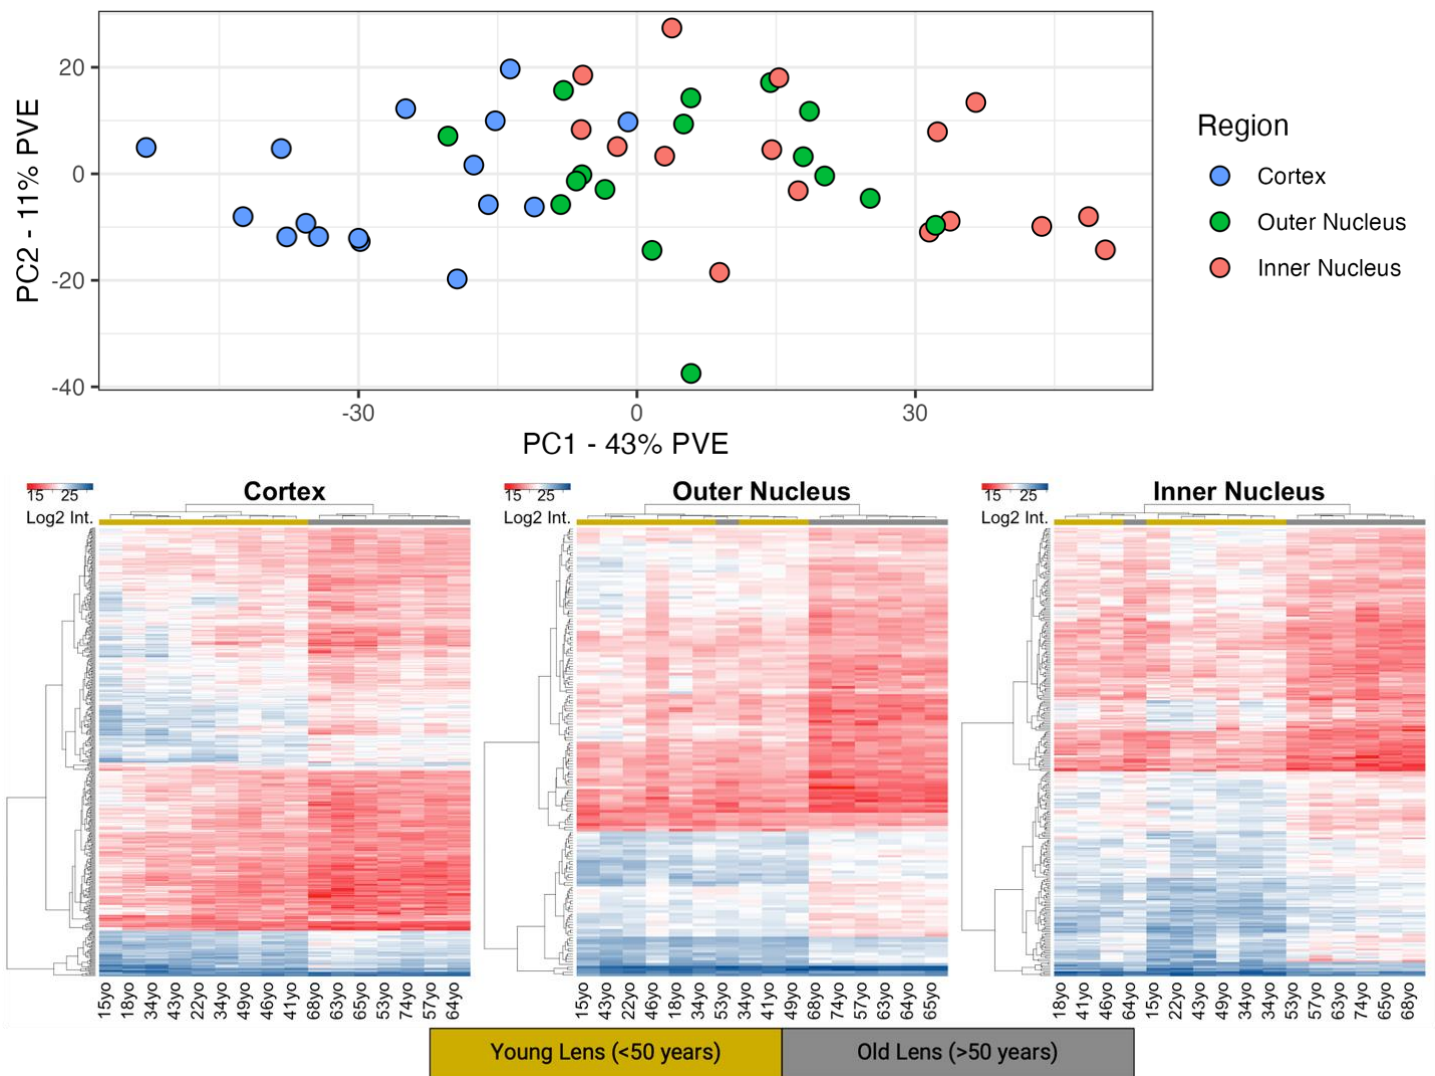 20
0
-20
-40
PC2 - 11% PVE
-30
0
30
PC1 - 43% PVE
Region
Cortex
Outer Nucleus
Inner Nucleus
15 25
Log2 Int.
Cortex
15yo 18yo 34yo 43yo 22yo 34yo 49yo 46yo 41yo 68yo 63yo 65yo 53yo 74yo 57yo 64yo
15 25
Log2 Int.
Outer Nucleus
15yo 43yo 22yo 46yo 18yo 34yo 53yo 34yo 41yo 49yo 68yo 74yo 57yo 63yo 64yo 65yo
15 25
Log2 Int.
Inner Nucleus
18yo 41yo 46yo 64yo 15yo 22yo 43yo 49yo 34yo 34yo 53yo 57yo 63yo 74yo 65yo 68yo
Young Lens (<50 years)
Old Lens (>50 years)